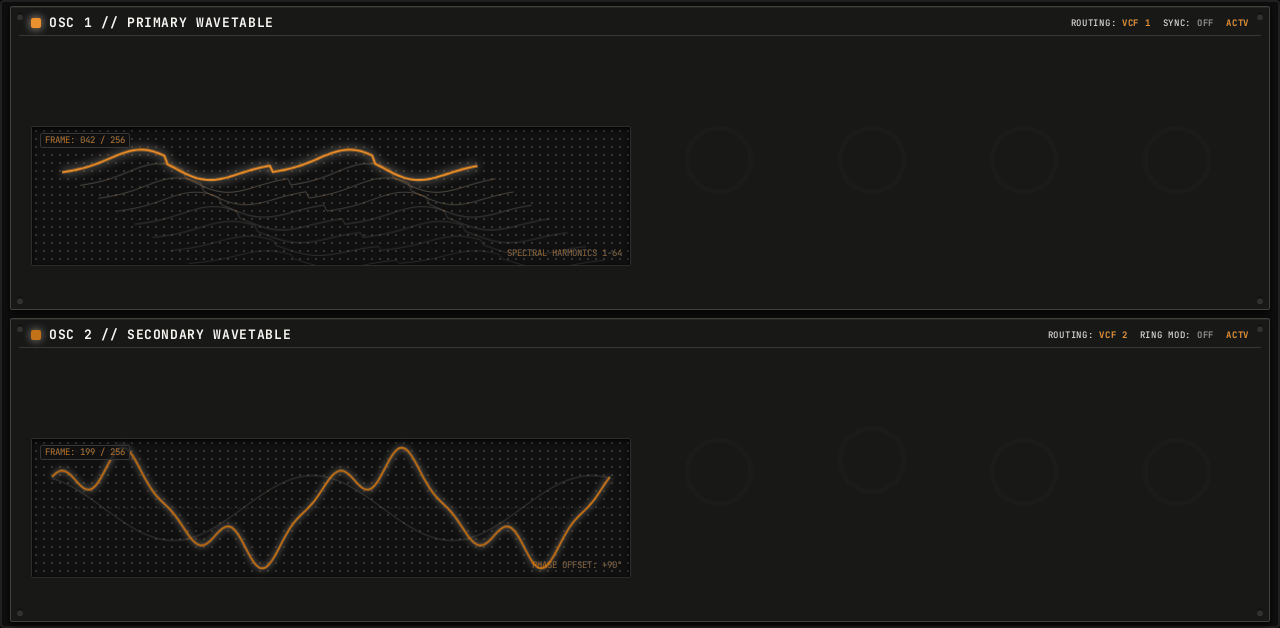 OSC 1 // PRIMARY WAVETABLE
ROUTING: VCF 1 SYNC: OFF ACTV
FRAME: 042 / 256
SPECTRAL HARMONICS 1-64
OSC 2 // SECONDARY WAVETABLE
ROUTING: VCF 2 RING MOD: OFF ACTV
FRAME: 199 / 256
PHASE OFFSET: +90°